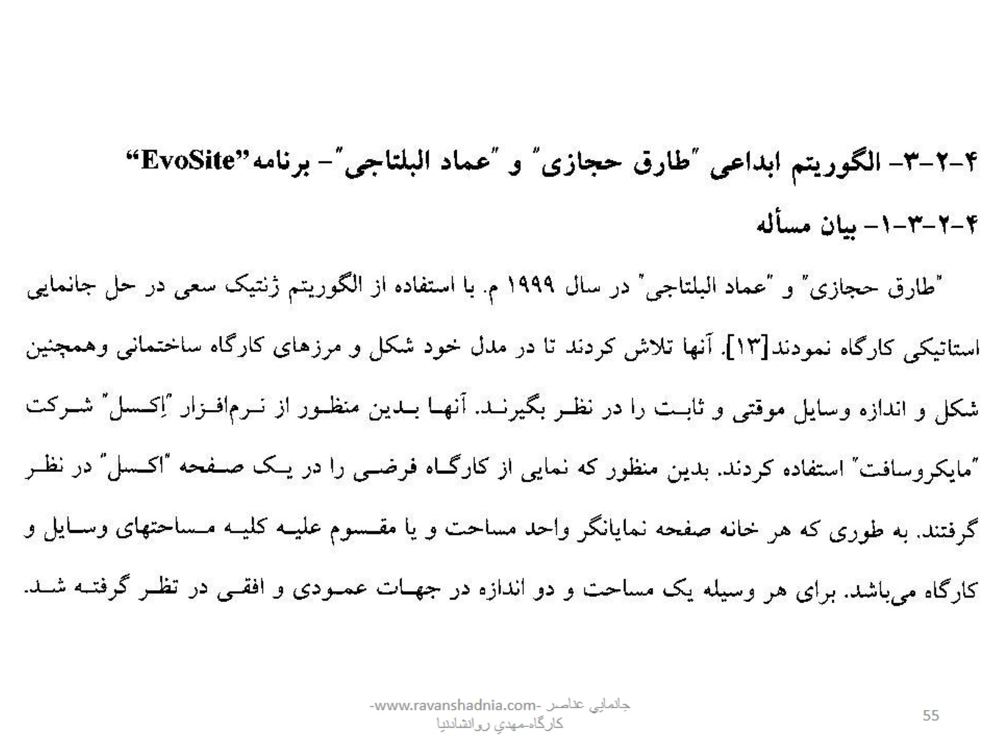 ۴-۲-۳- الگوریتم ابداعی "طارق حجازی" و "عماد البلتاجی"- برنامه “EvoSite”
۴-۲-۳-۱- بیان مسأله
"طارق حجازی" و "عماد البلتاجی" در سال ۱۹۹۹ م. با استفاده از الگوریتم ژنتیک سعی در حل جانمایی
استاتیکی کارگاه نمودند[۱۳]. آنها تلاش کردند تا در مدل خود شکل و مرزهای کارگاه ساختمانی وهمچنین
شکل و اندازه وسایل موقتی و ثابت را در نظر بگیرند. آنها بدین منظور از نرم‌افزار "اِکسل" شرکت
"مایکروسافت" استفاده کردند. بدین منظور که نمایی از کارگاه فرضی را در یک صفحه "اکسل" در نظر
گرفتند. به طوری که هر خانه صفحه نمایانگر واحد مساحت و یا مقسوم علیه کلیه مساحتهای وسایل و
کارگاه می‌باشد. برای هر وسیله یک مساحت و دو اندازه در جهات عمودی و افقی در تظر گرفته شد.
جانمایی عناصر -www.ravanshadnia.com-
کارگاه-مهدي روانشادنیا
55